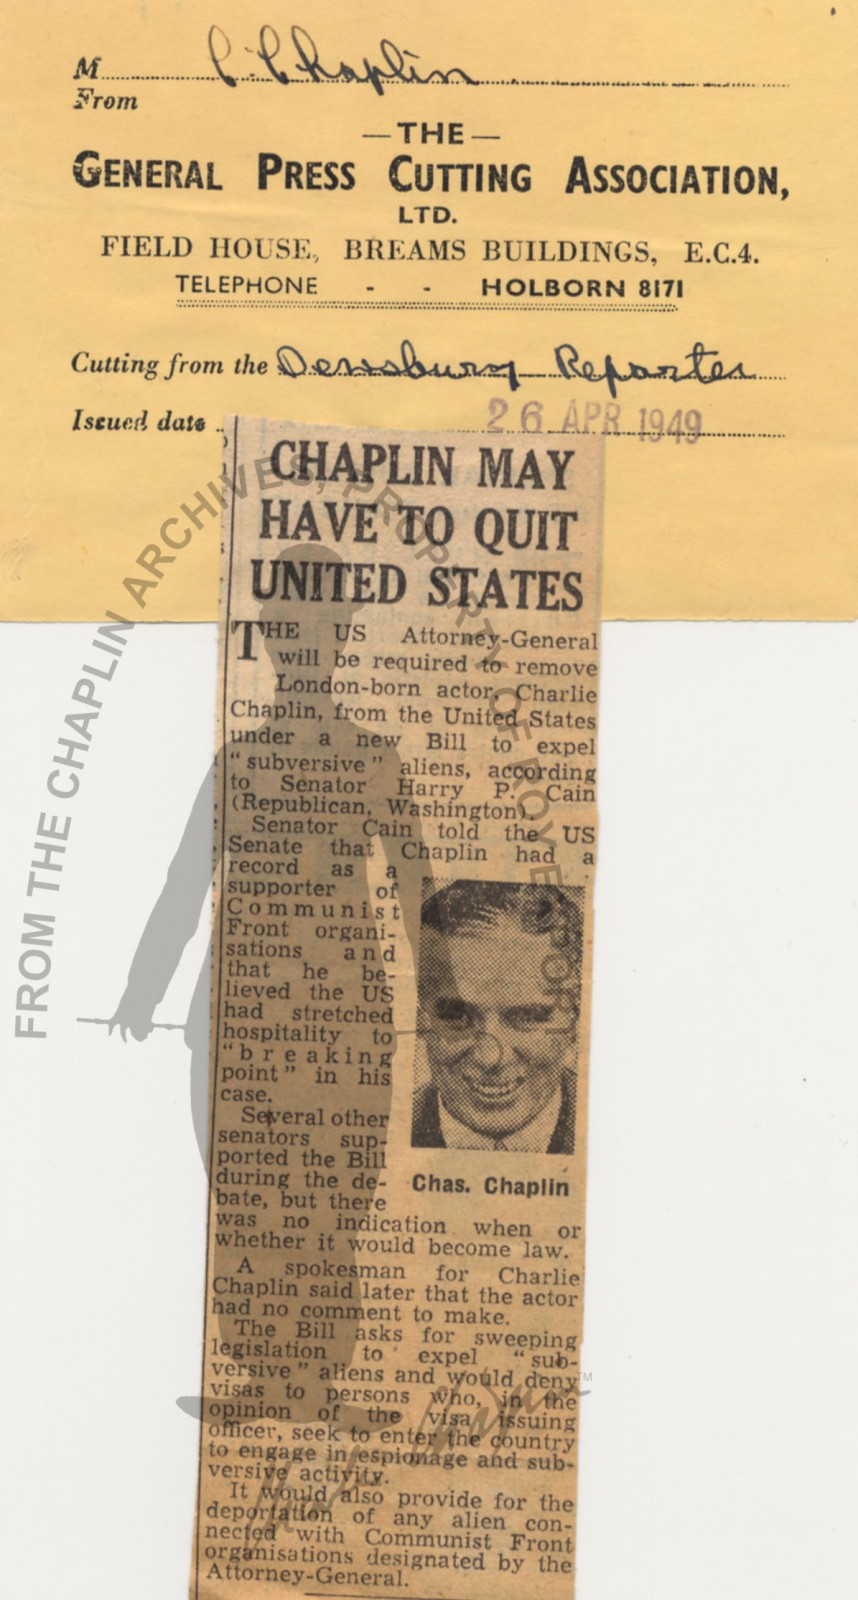 M C. Chaplin
From
— THE —
GENERAL PRESS CUTTING ASSOCIATION,
LTD.
FIELD HOUSE, BREAMS BUILDINGS, E.C.4.
TELEPHONE - - HOLBORN 8171
Cutting from the Dewsbury Reporter
Issued date
26 APR 1949
CHAPLIN MAY
HAVE TO QUIT
UNITED STATES
THE US Attorney-General
will be required to remove
London-born actor, Charlie
Chaplin, from the United States
under a new Bill to expel
“subversive” aliens, according
to Senator Harry P. Cain
(Republican, Washington).
Senator Cain told the US
Senate that Chaplin had a
record as a
supporter of
Communist
Front organi-
sations and
that he be-
lieved the US
had stretched
hospitality to
“breaking
point” in his
case.
Several other
senators sup-
ported the Bill
during the de-
bate, but there
Chas. Chaplin
was no indication when or
whether it would become law.
A spokesman for Charlie
Chaplin said later that the actor
had no comment to make.
The Bill asks for sweeping
legislation to expel “sub-
versive” aliens and would deny
visas to persons who, in the
opinion of the visa issuing
officer, seek to enter the country
to engage in espionage and sub-
versive activity.
It would also provide for the
deportation of any alien con-
nected with Communist Front
organisations designated by the
Attorney-General.
FROM THE CHAPLIN ARCHIVES, PROPERTY OF ROY EXPORT
Charlie Chaplin TM